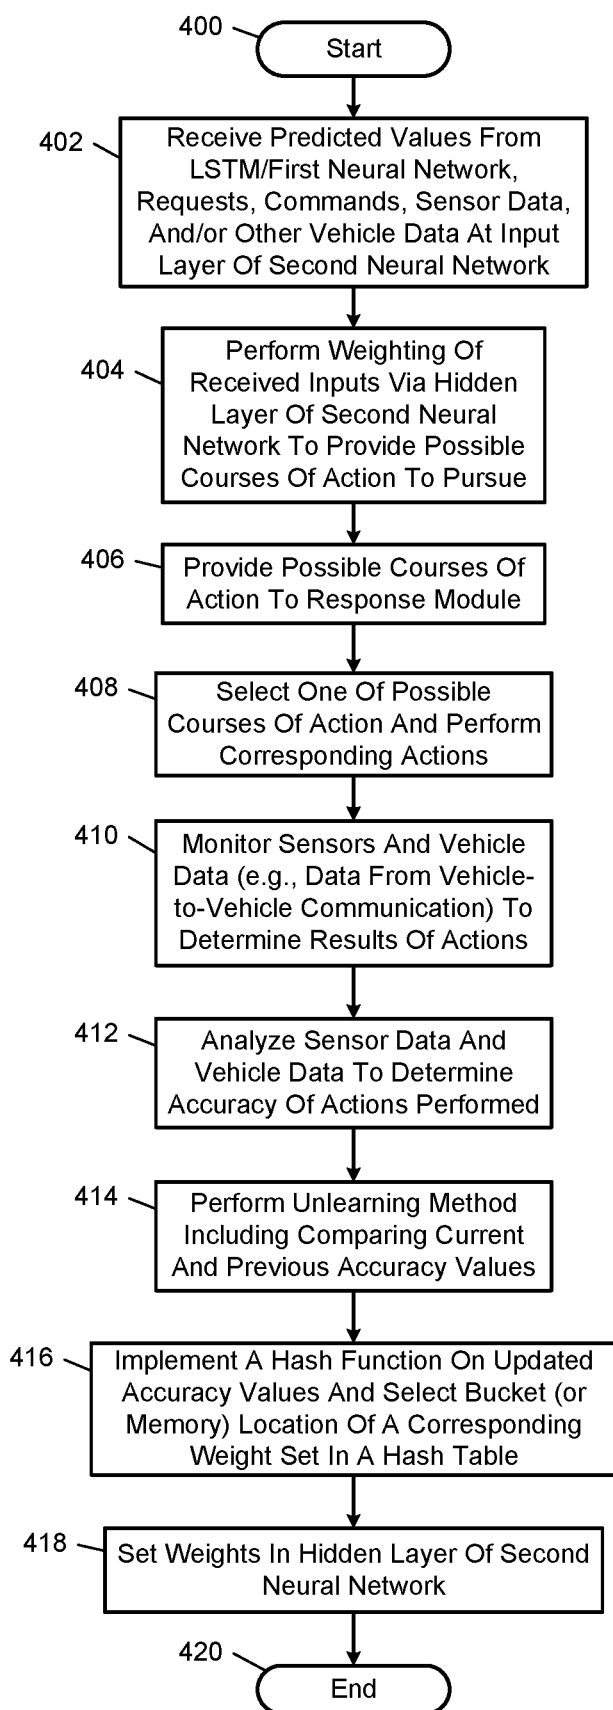 400
Start
402
Receive Predicted Values From
LSTM/First Neural Network,
Requests, Commands, Sensor Data,
And/or Other Vehicle Data At Input
Layer Of Second Neural Network
404
Perform Weighting Of
Received Inputs Via Hidden
Layer Of Second Neural
Network To Provide Possible
Courses Of Action To Pursue
406
Provide Possible Courses Of
Action To Response Module
408
Select One Of Possible
Courses Of Action And Perform
Corresponding Actions
410
Monitor Sensors And Vehicle
Data (e.g., Data From Vehicle-
to-Vehicle Communication) To
Determine Results Of Actions
412
Analyze Sensor Data And
Vehicle Data To Determine
Accuracy Of Actions Performed
414
Perform Unlearning Method
Including Comparing Current
And Previous Accuracy Values
416
Implement A Hash Function On Updated
Accuracy Values And Select Bucket (or
Memory) Location Of A Corresponding
Weight Set In A Hash Table
418
Set Weights In Hidden Layer Of Second
Neural Network
420
End